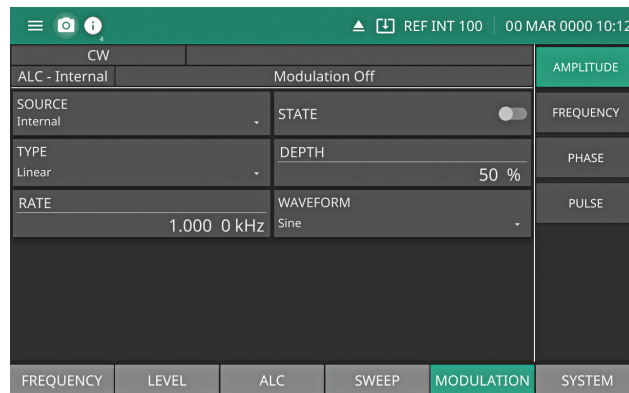 4
REF INT 100
00 MAR 0000 10:12
CW
ALC - Internal
Modulation Off
AMPLITUDE
SOURCE
Internal
STATE
FREQUENCY
TYPE
Linear
DEPTH
50 %
PHASE
RATE
1.000 0 kHz
WAVEFORM
Sine
PULSE
FREQUENCY
LEVEL
ALC
SWEEP
MODULATION
SYSTEM